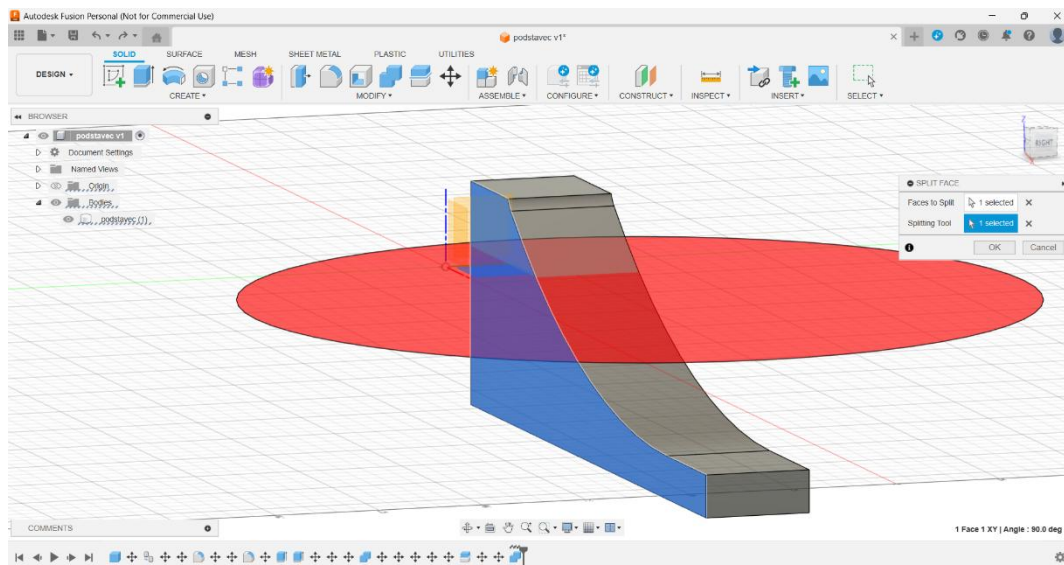 Autodesk Fusion Personal (Not for Commercial Use)
podstavec v1*
SOLID SURFACE MESH SHEET METAL PLASTIC UTILITIES
DESIGN
CREATE MODIFY ASSEMBLE CONFIGURE CONSTRUCT INSPECT INSERT SELECT
BROWSER
podstavec v1
Document Settings
Named Views
Origin
Bodies
podstavec (1)
Z
RIGHT
SPLIT FACE
Faces to Split 1 selected
Splitting Tool 1 selected
OK Cancel
COMMENTS
1 Face 1 XY | Angle : 90.0 deg